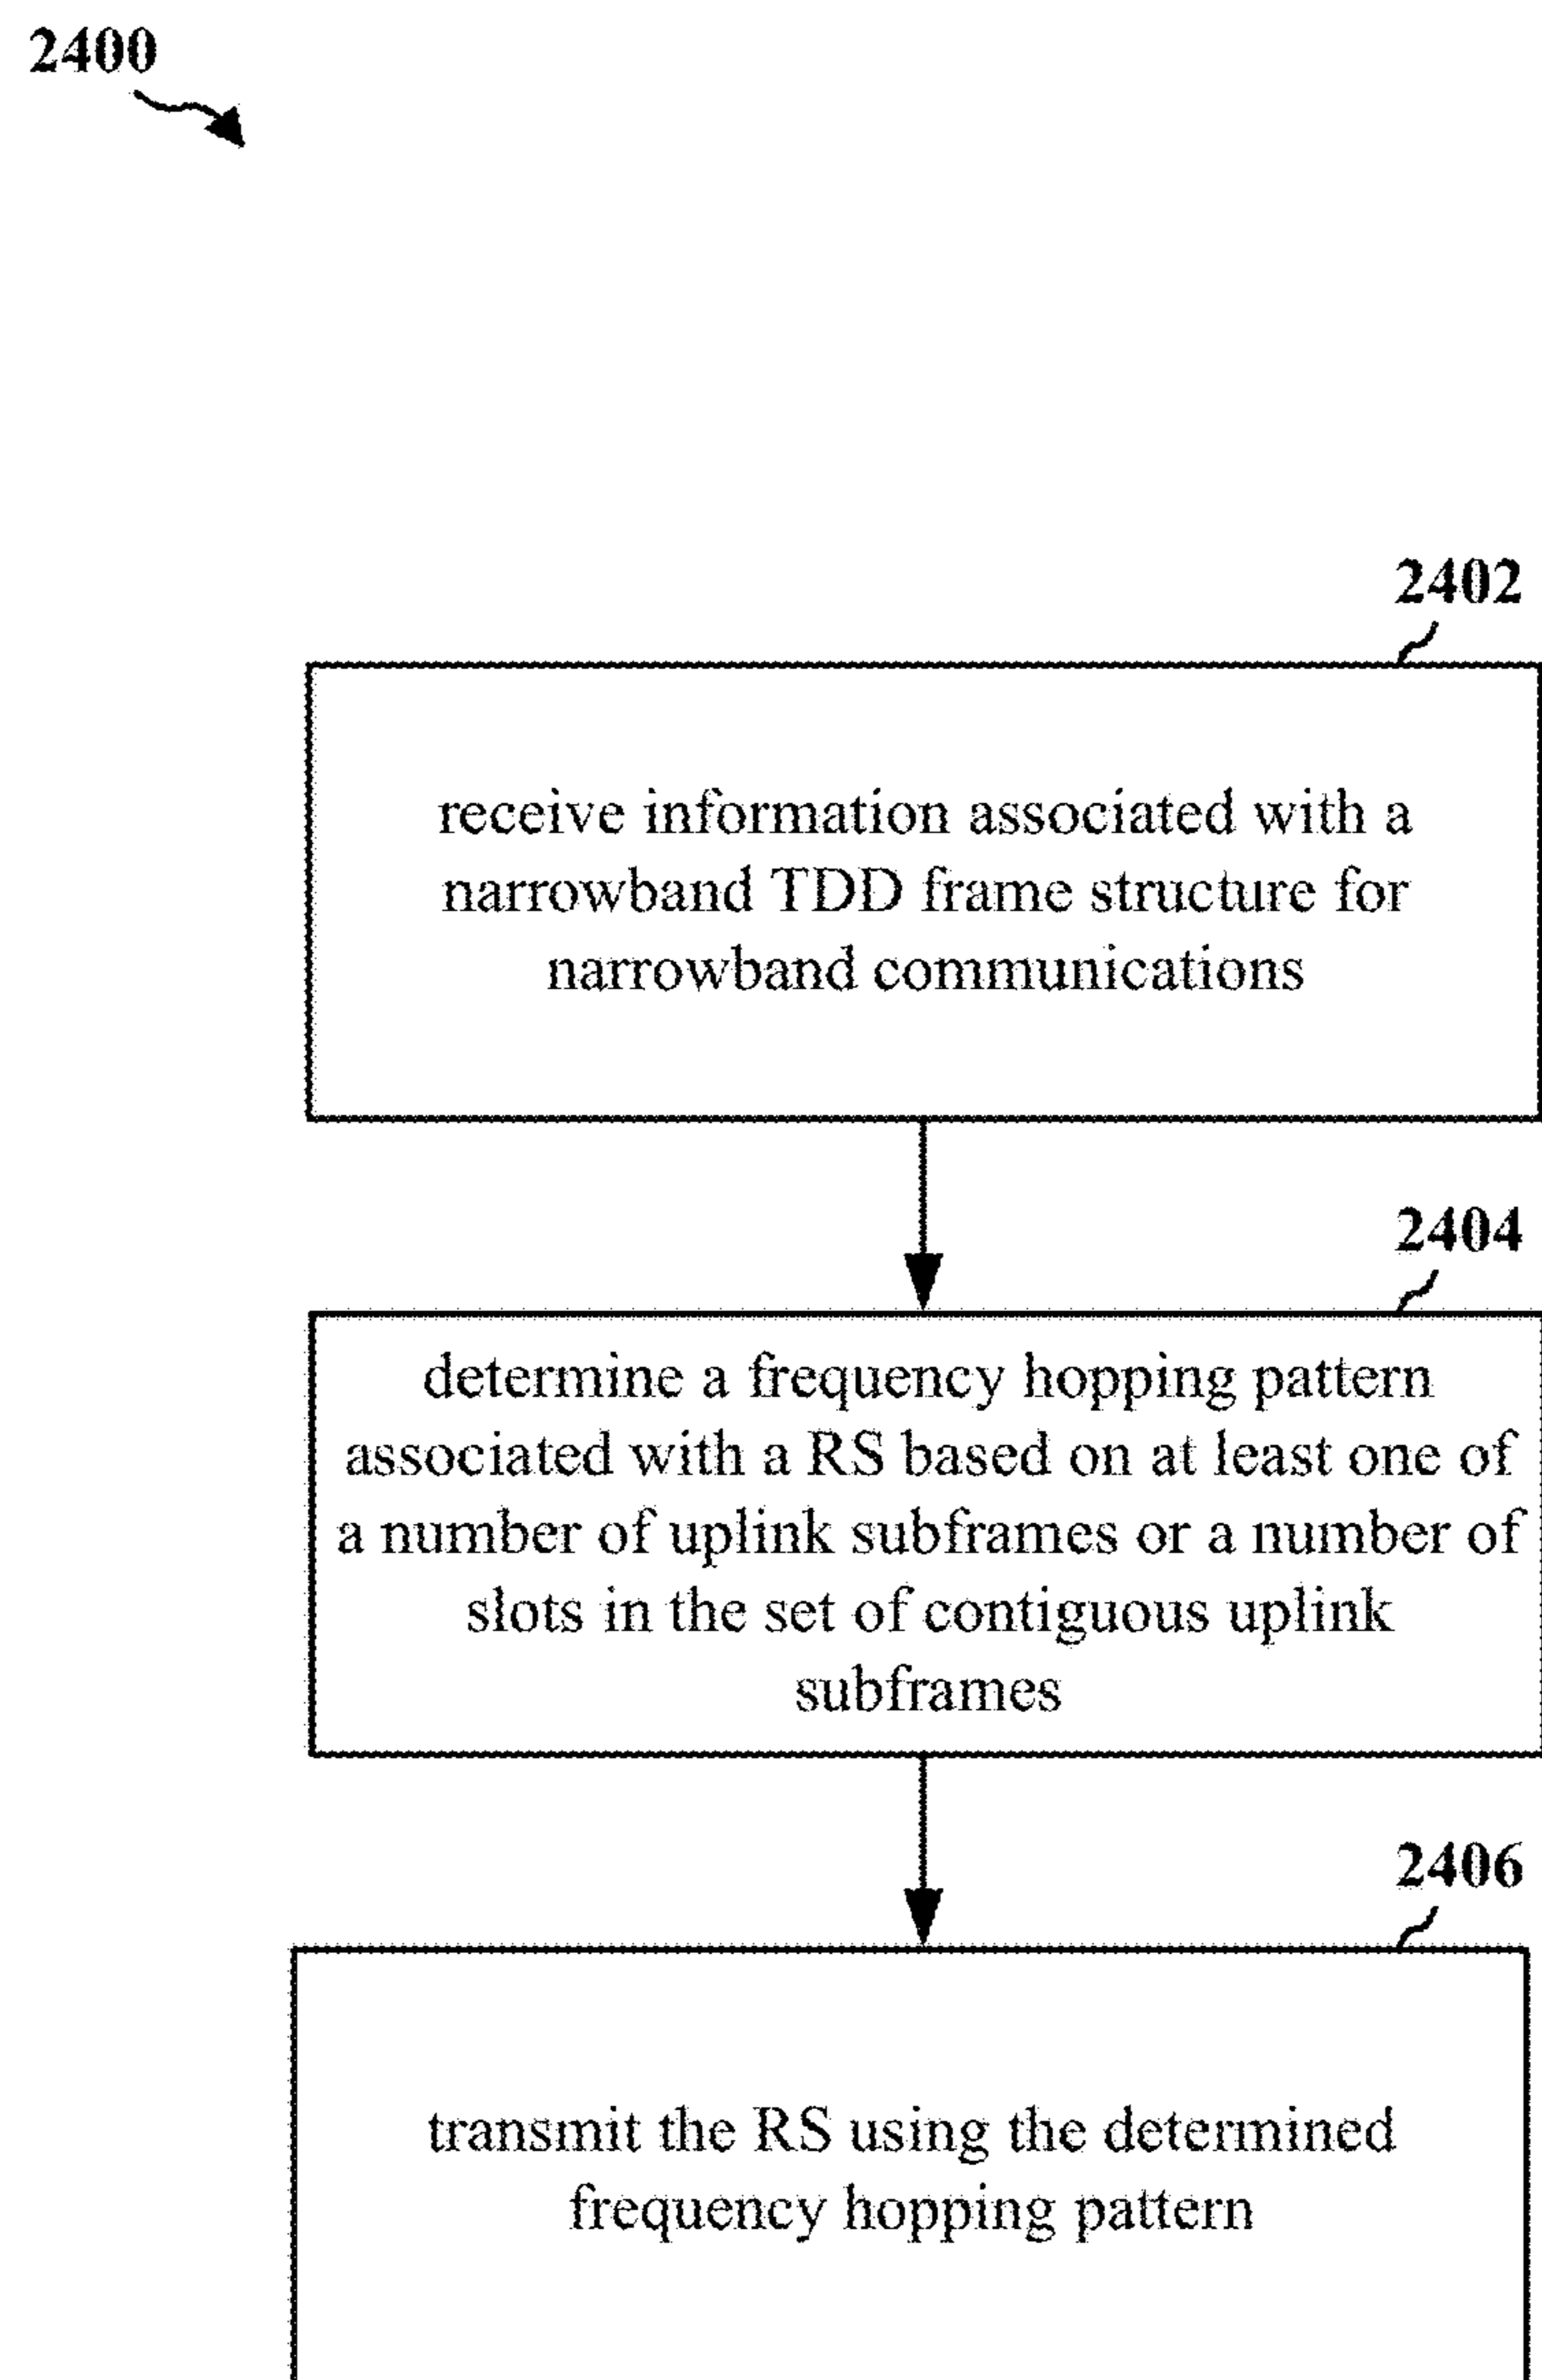 2400
2402
receive information associated with a
narrowband TDD frame structure for
narrowband communications
2404
determine a frequency hopping pattern
associated with a RS based on at least one of
a number of uplink subframes or a number of
slots in the set of contiguous uplink
subframes
2406
transmit the RS using the determined
frequency hopping pattern